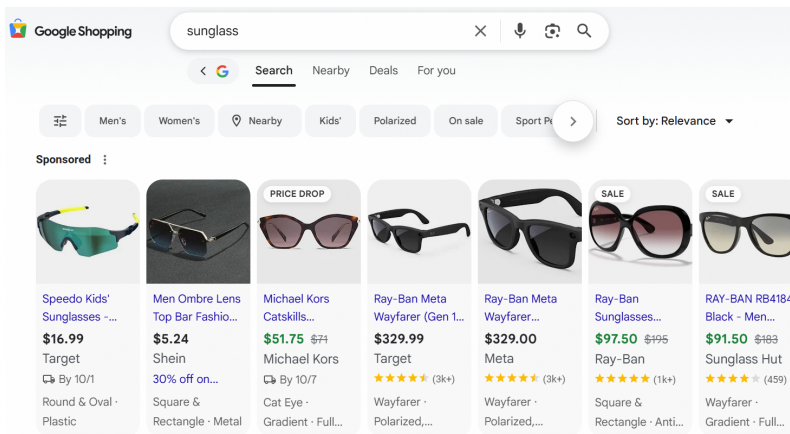 Google Shopping
sunglass
Search Nearby Deals For you
Men's Women's Nearby Kids' Polarized On sale Sport Sort by: Relevance
Sponsored
PRICE DROP SALE SALE
Speedo Kids' Men Ombre Lens Michael Kors Ray-Ban Meta Ray-Ban Meta Ray-Ban RAY-BAN RB4184
Sunglasses -... Top Bar Fashio... Catskills... Wayfarer (Gen 1... Wayfarer... Sunglasses... Black - Men...
$16.99 $5.24 $51.75 $71 $329.99 $329.00 $97.50 $195 $91.50 $183
Target Shein Michael Kors Target Meta Ray-Ban Sunglass Hut
By 10/1 30% off on... By 10/7 (3k+) (3k+) (1k+) (459)
Round & Oval · Square & Cat Eye · Wayfarer · Wayfarer · Square & Wayfarer ·
Plastic Rectangle · Metal Gradient · Full... Polarized,... Polarized,... Rectangle · Anti... Gradient · Full...